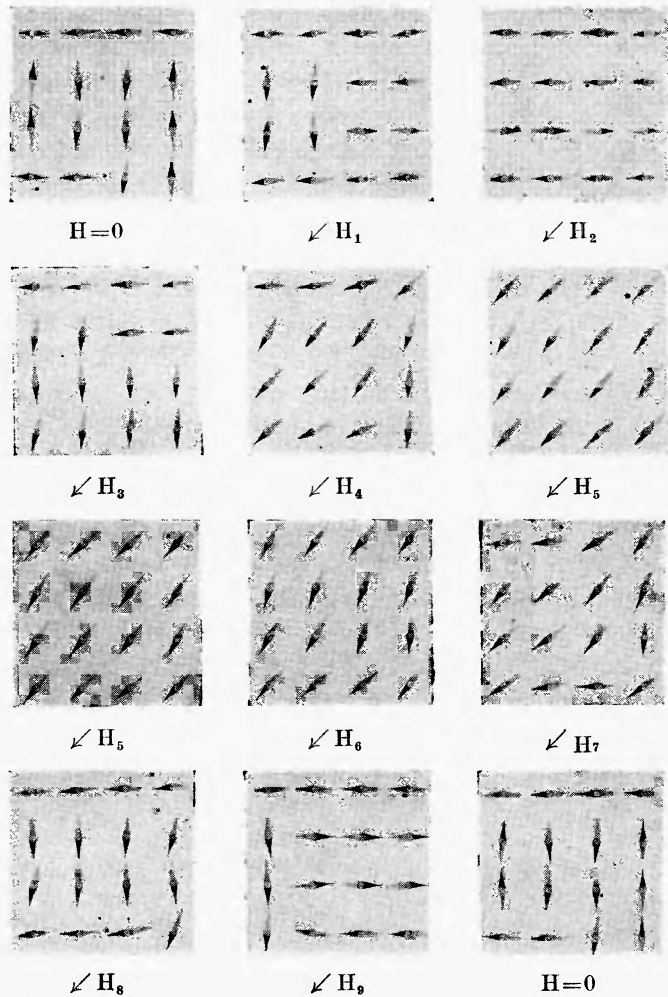 H=0 ↙ H₁ ↙ H₂
↙ H₃ ↙ H₄ ↙ H₅
↙ H₅ ↙ H₆ ↙ H₇
↙ H₈ ↙ H₉ H=0